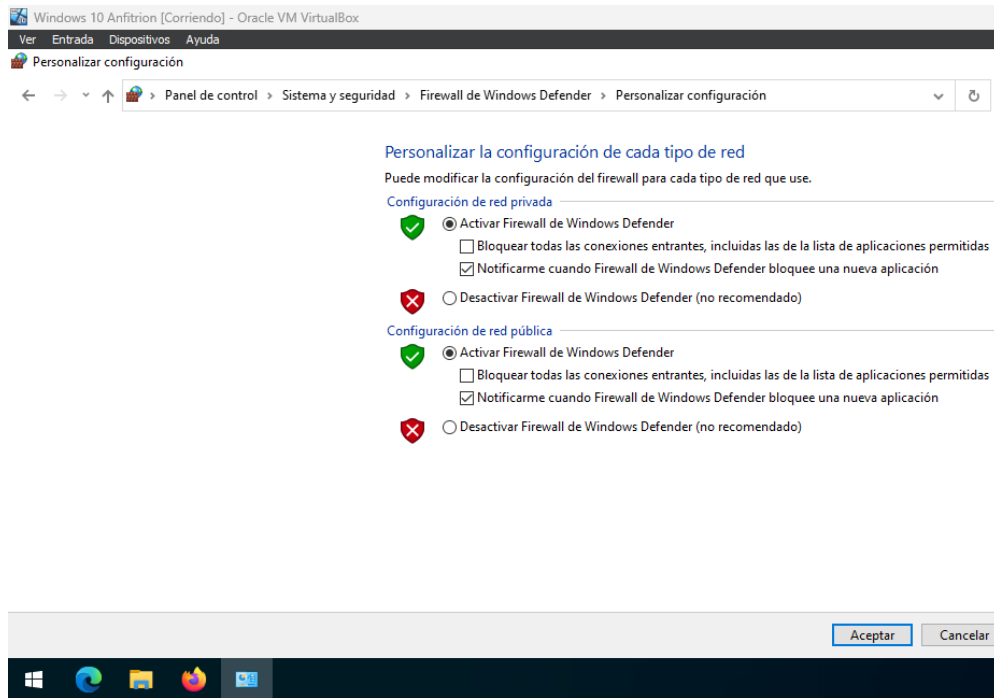 Windows 10 Anfitrion [Corriendo] - Oracle VM VirtualBox
Ver Entrada Dispositivos Ayuda
Personalizar configuración
Panel de control > Sistema y seguridad > Firewall de Windows Defender > Personalizar configuración
Personalizar la configuración de cada tipo de red
Puede modificar la configuración del firewall para cada tipo de red que use.
Configuración de red privada
Activar Firewall de Windows Defender
Bloquear todas las conexiones entrantes, incluidas las de la lista de aplicaciones permitidas
Notificarme cuando Firewall de Windows Defender bloquee una nueva aplicación
Desactivar Firewall de Windows Defender (no recomendado)
Configuración de red pública
Activar Firewall de Windows Defender
Bloquear todas las conexiones entrantes, incluidas las de la lista de aplicaciones permitidas
Notificarme cuando Firewall de Windows Defender bloquee una nueva aplicación
Desactivar Firewall de Windows Defender (no recomendado)
Aceptar Cancelar